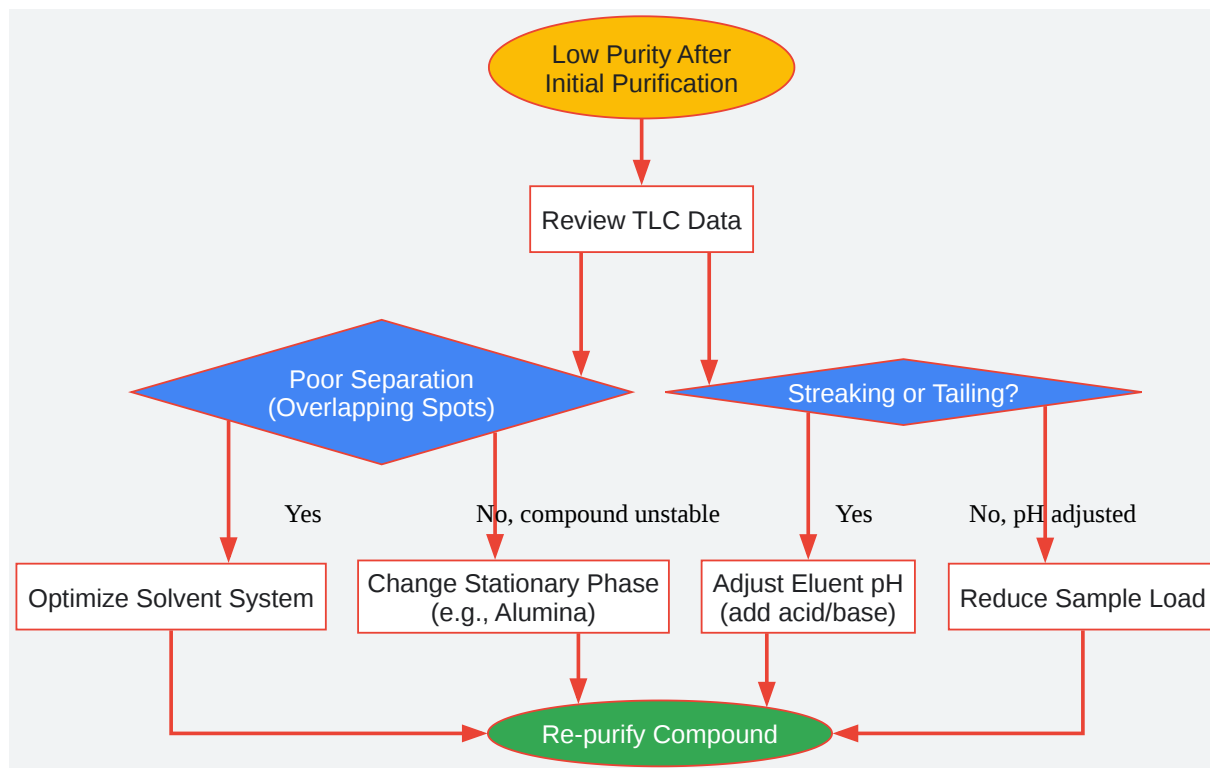 Low Purity After
Initial Purification
Review TLC Data
Poor Separation
(Overlapping Spots)
Streaking or Tailing?
Yes
No, compound unstable
Yes
No, pH adjusted
Optimize Solvent System
Change Stationary Phase
(e.g., Alumina)
Adjust Eluent pH
(add acid/base)
Reduce Sample Load
Re-purify Compound